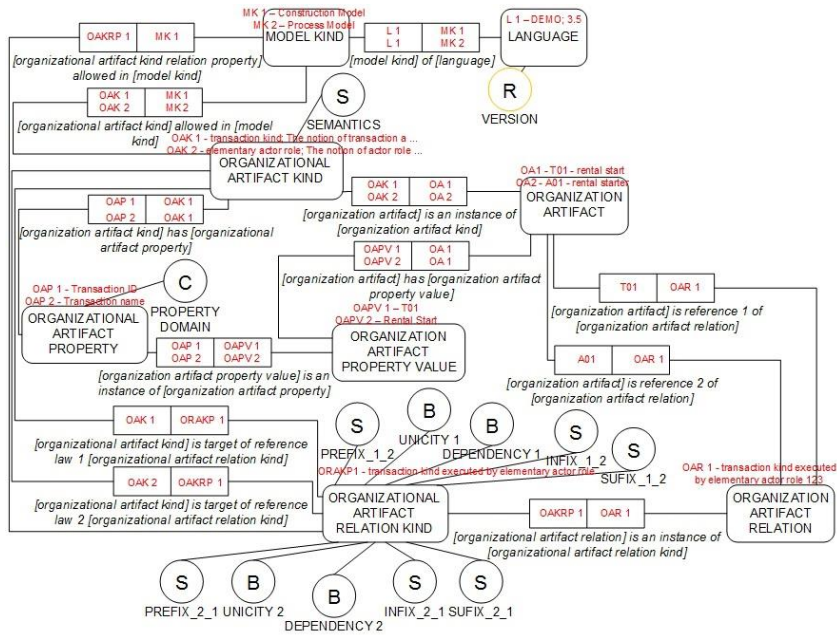 MK 1 – Construction Model
MK 2 – Process Model
MODEL KIND
L 1 – DEMO; 3.5
LANGUAGE
OAKRP 1
MK 1
[organizational artifact kind relation property]
allowed in [model kind]
L 1
L 1
MK 1
MK 2
[model kind] of [language]
R
VERSION
OAK 1
OAK 2
MK 1
MK 2
[organizational artifact kind] allowed in [model
kind]
S
SEMANTICS
OAK 1 - transaction kind; The notion of transaction a ...
OAK 2 - elementary actor role; The notion of actor role ...
ORGANIZATIONAL
ARTIFACT KIND
OAK 1
OAK 2
OA 1
OA 2
[organization artifact] is an instance of
[organization artifact kind]
OA1 - T01 - rental start
OA2 - A01 - rental starter
ORGANIZATION
ARTIFACT
OAP 1
OAP 2
OAK 1
OAK 1
[organization artifact kind] has [organizational
artifact property]
OAPV 1
OAPV 2
OA 1
OA 1
[organization artifact] has [organization artifact
property value]
OAP 1 - Transaction ID
OAP 2 - Transaction name
ORGANIZATIONAL
ARTIFACT
PROPERTY
C
PROPERTY
DOMAIN
OAPV 1 – T01
OAPV 2 – Rental Start
ORGANIZATION
ARTIFACT
PROPERTY VALUE
T01
OAR 1
[organization artifact] is reference 1 of
[organization artifact relation]
OAP 1
OAP 2
OAPV 1
OAPV 2
[organization artifact property value] is an
instance of [organization artifact property]
A01
OAR 1
[organization artifact] is reference 2 of
[organization artifact relation]
OAK 1
ORAKP 1
[organizational artifact kind] is target of reference
law 1 [organizational artifact relation kind]
S
PREFIX_1_2
B
UNICITY 1
B
DEPENDENCY 1
S
INFIX_1_2
S
SUFIX_1_2
OAK 2
OAKRP 1
[organizational artifact kind] is target of reference
law 2 [organizational artifact relation kind]
ORAKP1 - transaction kind executed by elementary actor role
ORGANIZATIONAL
ARTIFACT
RELATION KIND
OAKRP 1
OAR 1
[organizational artifact relation] is an instance of
[organizational artifact relation kind]
OAR 1 - transaction kind executed
by elementary actor role 123
ORGANIZATION
ARTIFACT
RELATION
S
PREFIX_2_1
B
UNICITY 2
B
DEPENDENCY 2
S
INFIX_2_1
S
SUFIX_2_1